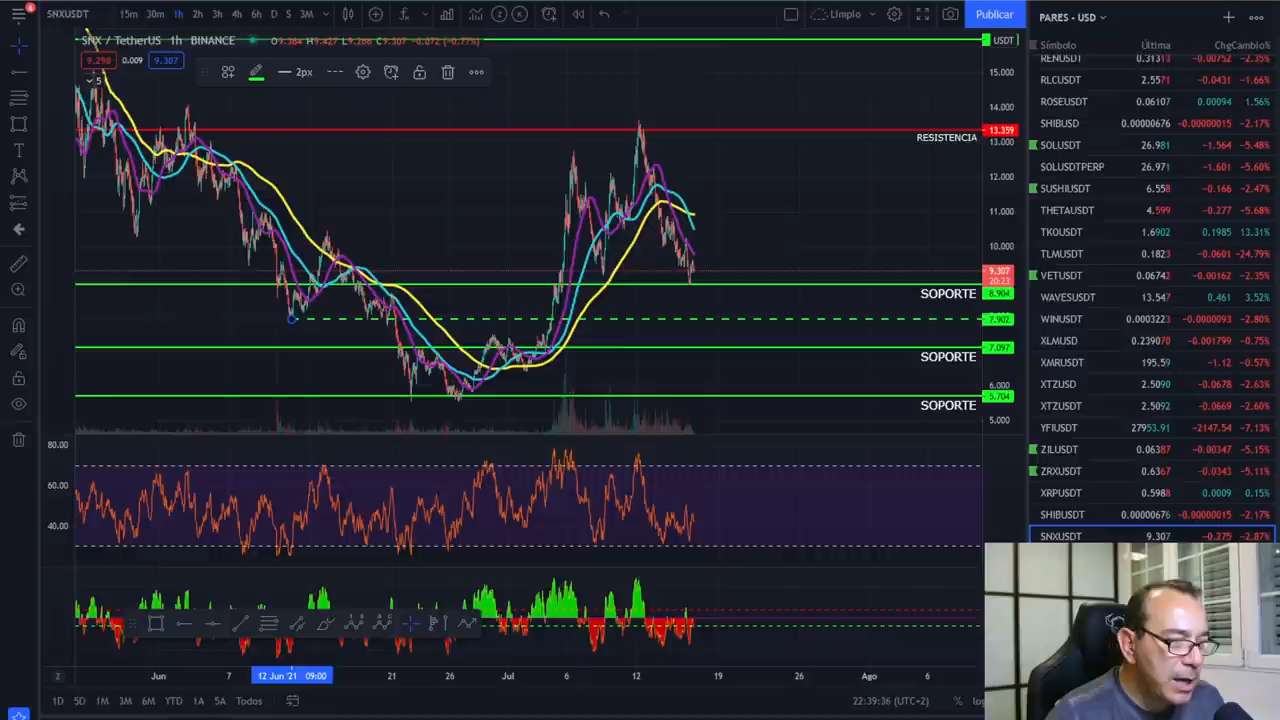 SNXUSDT
15m 30m 1h 2h 3h 4h 6h D S 3M
Limplo
Publicar
PARES - USD
SNX / TetherUS 1h BINANCE O9.384 H9.427 L9.266 C9.307 −0.072 (−0.77%)
9.298 0.009 9.307
5
2px
USDT
15.000
14.000
13.359
13.000
12.000
11.000
10.000
9.307
20:23
8.904
7.902
7.097
6.000
5.704
5.000
RESISTENCIA
SOPORTE
SOPORTE
SOPORTE
80.00
60.00
40.00
Jun 7 12 Jun '21 09:00 21 26 Jul 6 12 19 26 Ago 6
1D 5D 1M 3M 6M YTD 1A 5A Todos
22:39:36 (UTC+2) % log
Símbolo Última Chg Cambio%
RENUSDT 0.31313 −0.00752 −2.35%
RLCUSDT 2.5571 −0.0431 −1.66%
ROSEUSDT 0.06107 0.00094 1.56%
SHIBUSD 0.00000676 −0.00000015 −2.17%
SOLUSDT 26.981 −1.564 −5.48%
SOLUSDTPERP 26.971 −1.601 −5.60%
SUSHIUSDT 6.558 −0.166 −2.47%
THETAUSDT 4.599 −0.277 −5.68%
TKOUSDT 1.6902 0.1985 13.31%
TLMUSDT 0.1823 −0.0601 −24.79%
VETUSDT 0.06742 −0.00162 −2.35%
WAVESUSDT 13.547 0.461 3.52%
WINUSDT 0.0003223 −0.0000093 −2.80%
XLMUSD 0.239070 −0.001799 −0.75%
XMRUSDT 195.59 −1.12 −0.57%
XTZUSD 2.5090 −0.0678 −2.63%
XTZUSDT 2.5092 −0.0669 −2.60%
YFIUSDT 27953.91 −2147.54 −7.13%
ZILUSDT 0.06387 −0.00347 −5.15%
ZRXUSDT 0.6367 −0.0343 −5.11%
XRPUSDT 0.5988 0.0009 0.15%
SHIBUSDT 0.00000676 −0.00000015 −2.17%
SNXUSDT 9.307 −0.275 −2.87%